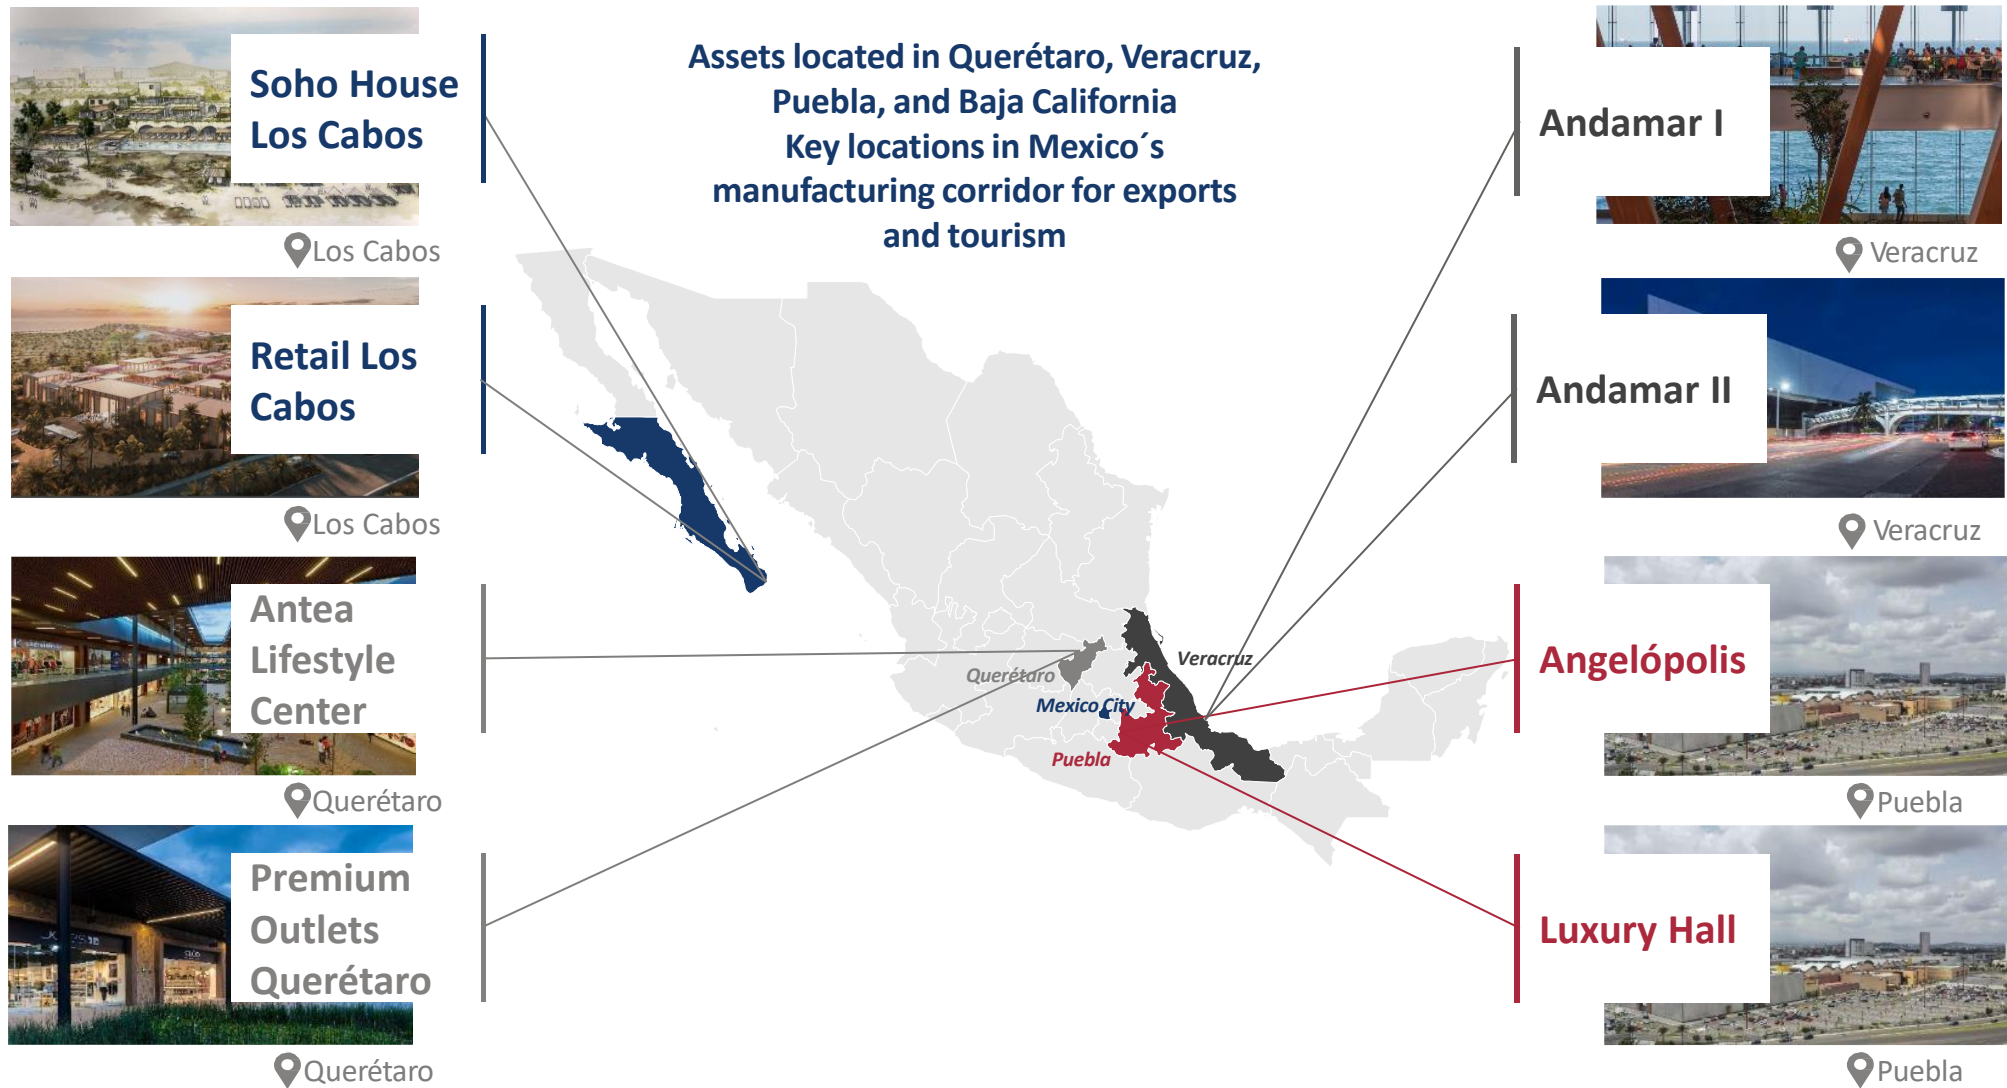 Soho House
Los Cabos
Los Cabos
Retail Los
Cabos
Los Cabos
Antea
Lifestyle
Center
Querétaro
Premium
Outlets
Querétaro
Querétaro
Assets located in Querétaro, Veracruz,
Puebla, and Baja California
Key locations in Mexico´s
manufacturing corridor for exports
and tourism
Veracruz
Querétaro
Mexico City
Puebla
Andamar I
Veracruz
Andamar II
Veracruz
Angelópolis
Puebla
Luxury Hall
Puebla